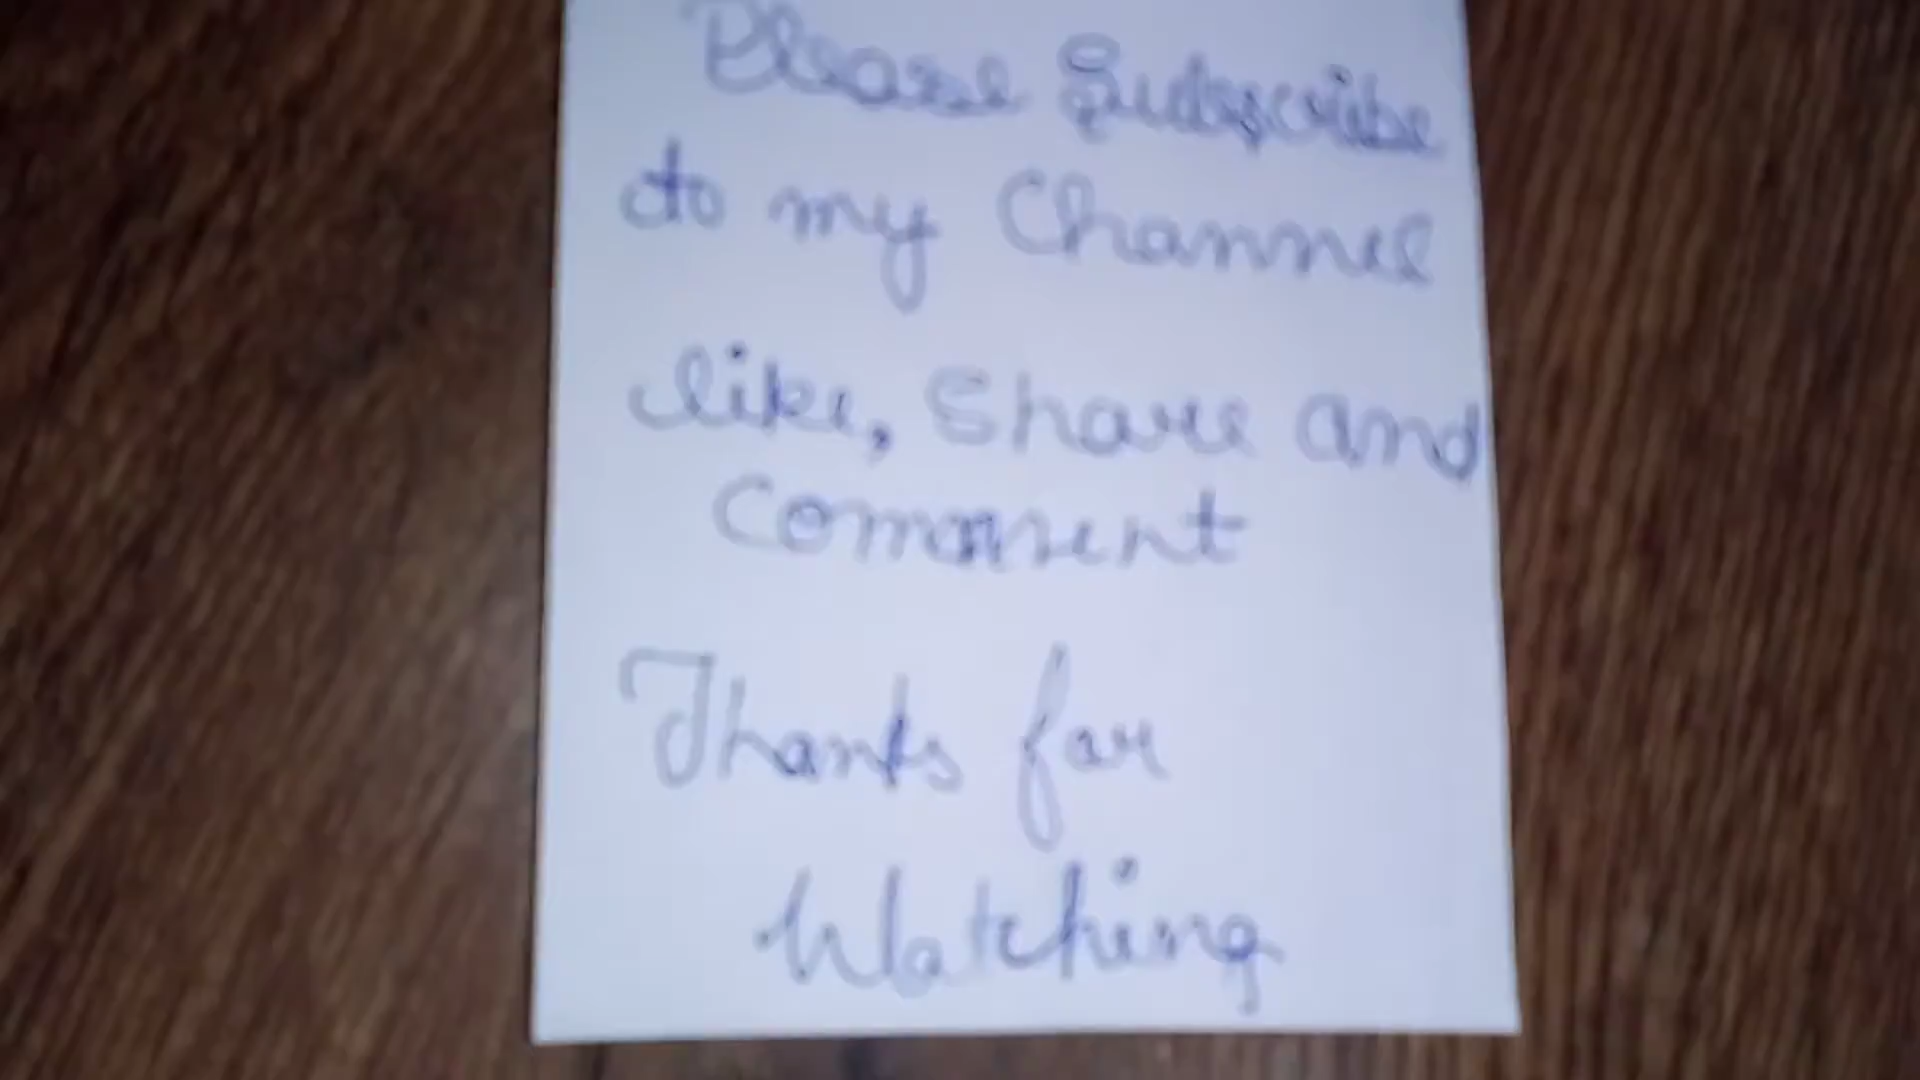 Please Subscribe
to my Channel
like, Share and
Comment
Thanks for
Watching